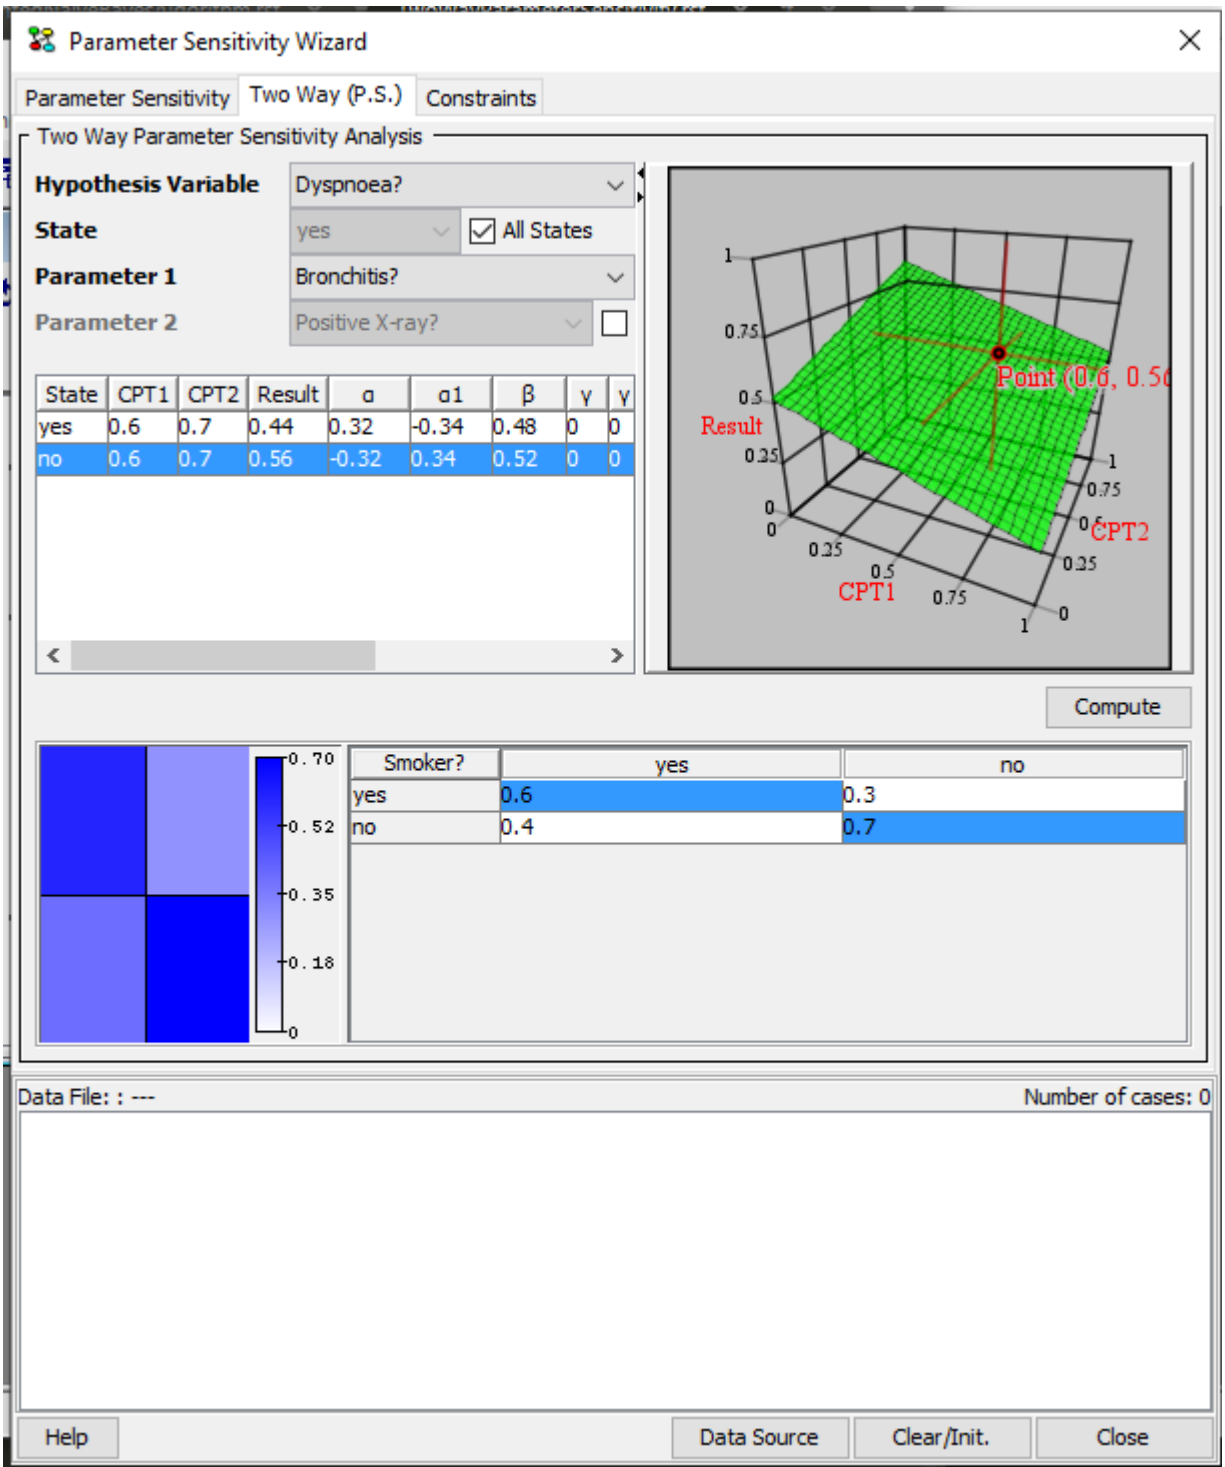 Parameter Sensitivity Wizard
Parameter Sensitivity Two Way (P.S.) Constraints
Two Way Parameter Sensitivity Analysis
Hypothesis Variable Dyspnoea?
State yes All States
Parameter 1 Bronchitis?
Parameter 2 Positive X-ray?
State CPT1 CPT2 Result α α1 β γ γ
yes 0.6 0.7 0.44 0.32 -0.34 0.48 0 0
no 0.6 0.7 0.56 -0.32 0.34 0.52 0 0
1
0.75
0.5
Result
0.25
0
Point (0.6, 0.56
0
0.25
0.5
CPT1
0.75
1
1
0.75
0.5
CPT2
0.25
0
Compute
0.70
0.52
0.35
0.18
0
Smoker? yes no
yes 0.6 0.3
no 0.4 0.7
Data File: : --- Number of cases: 0
Help Data Source Clear/Init. Close